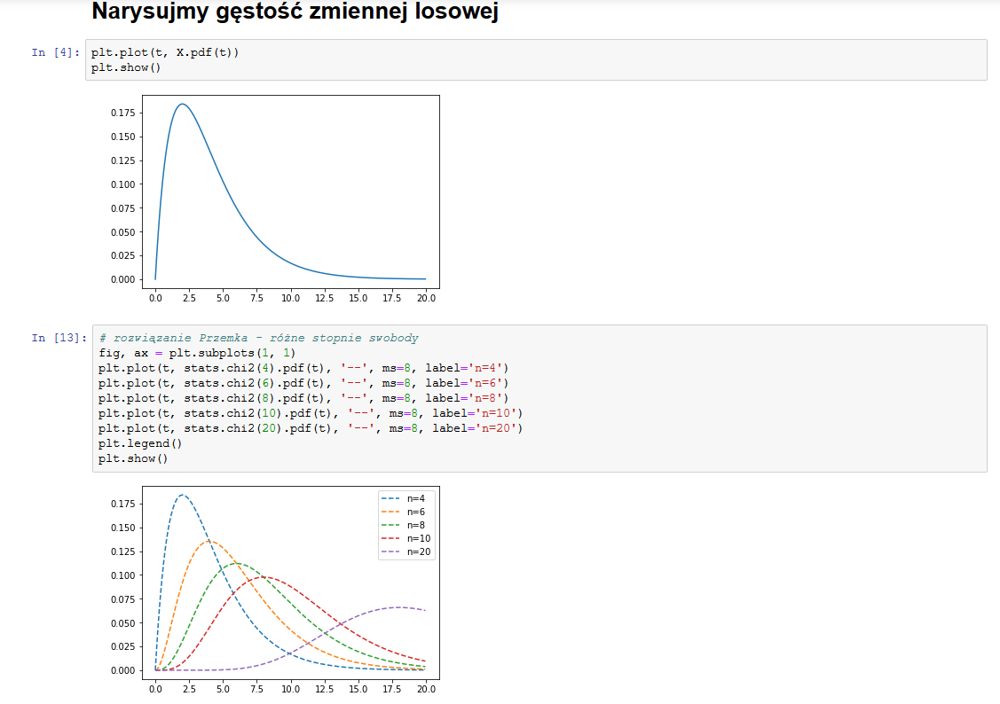 Narysujmy gęstość zmiennej losowej
In [4]: plt.plot(t, X.pdf(t))
plt.show()
0.175
0.150
0.125
0.100
0.075
0.050
0.025
0.000
0.0 2.5 5.0 7.5 10.0 12.5 15.0 17.5 20.0
In [13]: # rozwiązanie Przemka - różne stopnie swobody
fig, ax = plt.subplots(1, 1)
plt.plot(t, stats.chi2(4).pdf(t), '--', ms=8, label='n=4')
plt.plot(t, stats.chi2(6).pdf(t), '--', ms=8, label='n=6')
plt.plot(t, stats.chi2(8).pdf(t), '--', ms=8, label='n=8')
plt.plot(t, stats.chi2(10).pdf(t), '--', ms=8, label='n=10')
plt.plot(t, stats.chi2(20).pdf(t), '--', ms=8, label='n=20')
plt.legend()
plt.show()
n=4
n=6
n=8
n=10
n=20
0.175
0.150
0.125
0.100
0.075
0.050
0.025
0.000
0.0 2.5 5.0 7.5 10.0 12.5 15.0 17.5 20.0